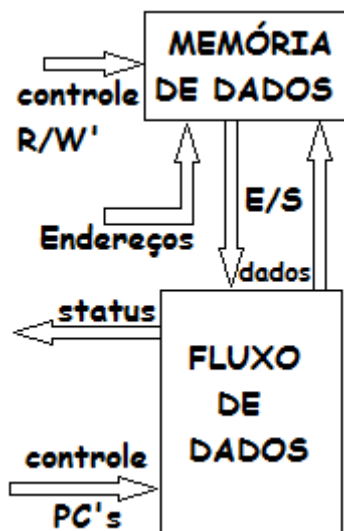 MEMÓRIA
DE DADOS
controle
R/W'
E/S
Endereços
dados
status
FLUXO
DE
DADOS
controle
PC's